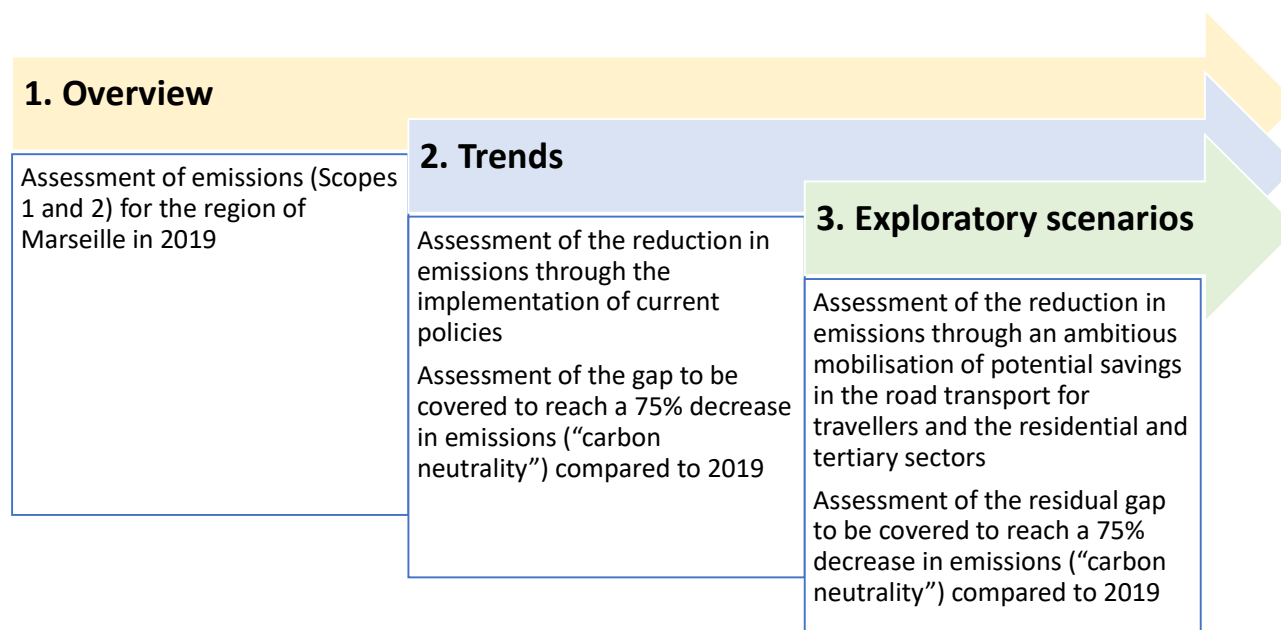 1. Overview
Assessment of emissions (Scopes
1 and 2) for the region of
Marseille in 2019
2. Trends
Assessment of the reduction in
emissions through the
implementation of current
policies
Assessment of the gap to be
covered to reach a 75% decrease
in emissions (“carbon
neutrality”) compared to 2019
3. Exploratory scenarios
Assessment of the reduction in
emissions through an ambitious
mobilisation of potential savings
in the road transport for
travellers and the residential and
tertiary sectors
Assessment of the residual gap
to be covered to reach a 75%
decrease in emissions (“carbon
neutrality”) compared to 2019